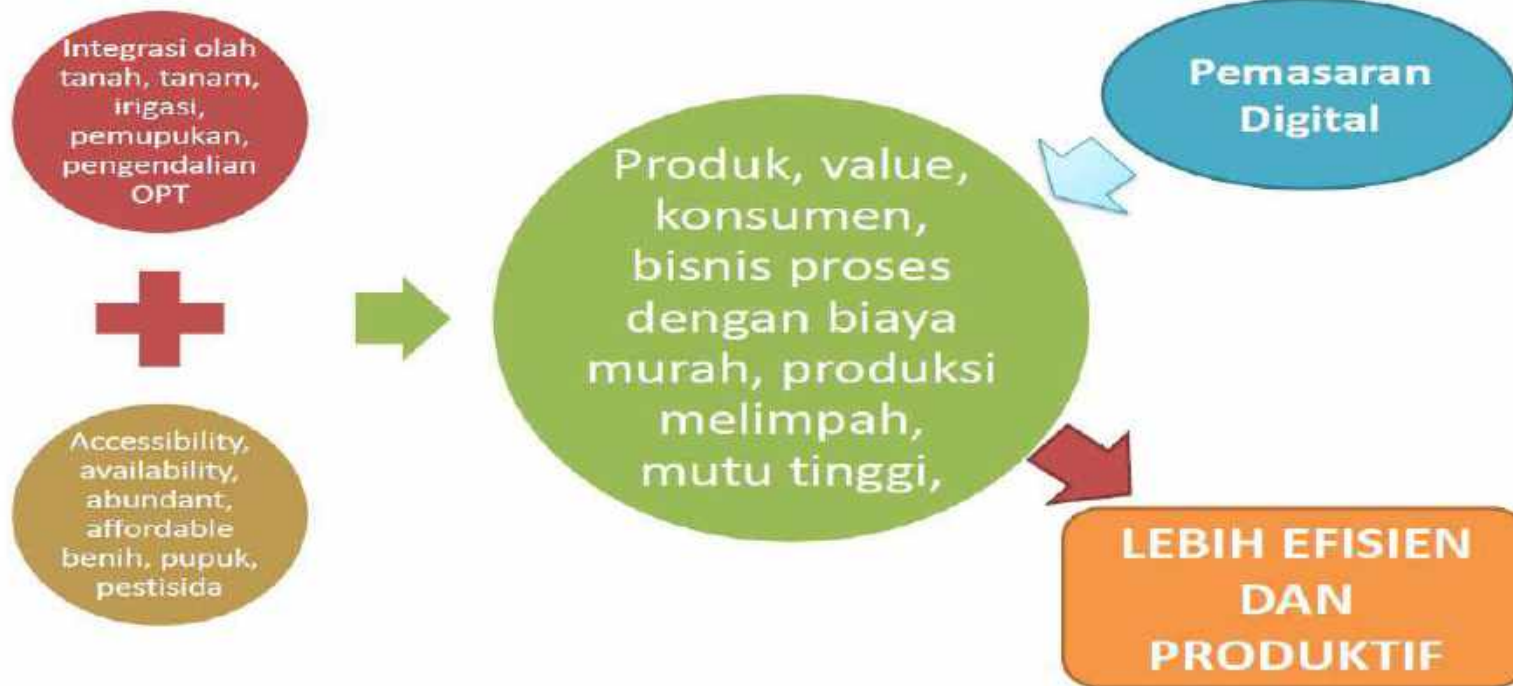 Integrasi olah
tanah, tanam,
irigasi,
pemupukan,
pengendalian
OPT
Accessibility,
availability,
abundant,
affordable
benih, pupuk,
pestisida
Produk, value,
konsumen,
bisnis proses
dengan biaya
murah, produksi
melimpah,
mutu tinggi,
Pemasaran
Digital
LEBIH EFISIEN
DAN
PRODUKTIF